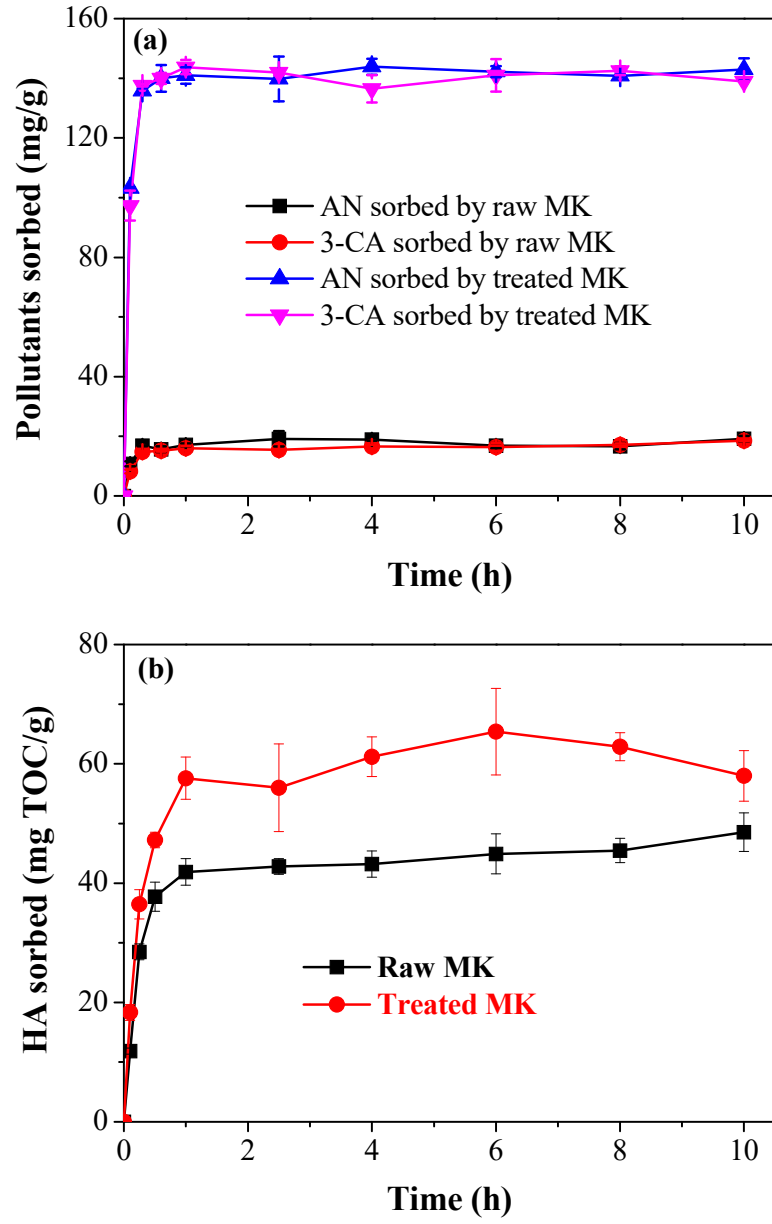 (a)
Pollutants sorbed (mg/g)
160
120
80
40
0
AN sorbed by raw MK
3-CA sorbed by raw MK
AN sorbed by treated MK
3-CA sorbed by treated MK
0 2 4 6 8 10
Time (h)
(b)
HA sorbed (mg TOC/g)
80
60
40
20
0
Raw MK
Treated MK
0 2 4 6 8 10
Time (h)